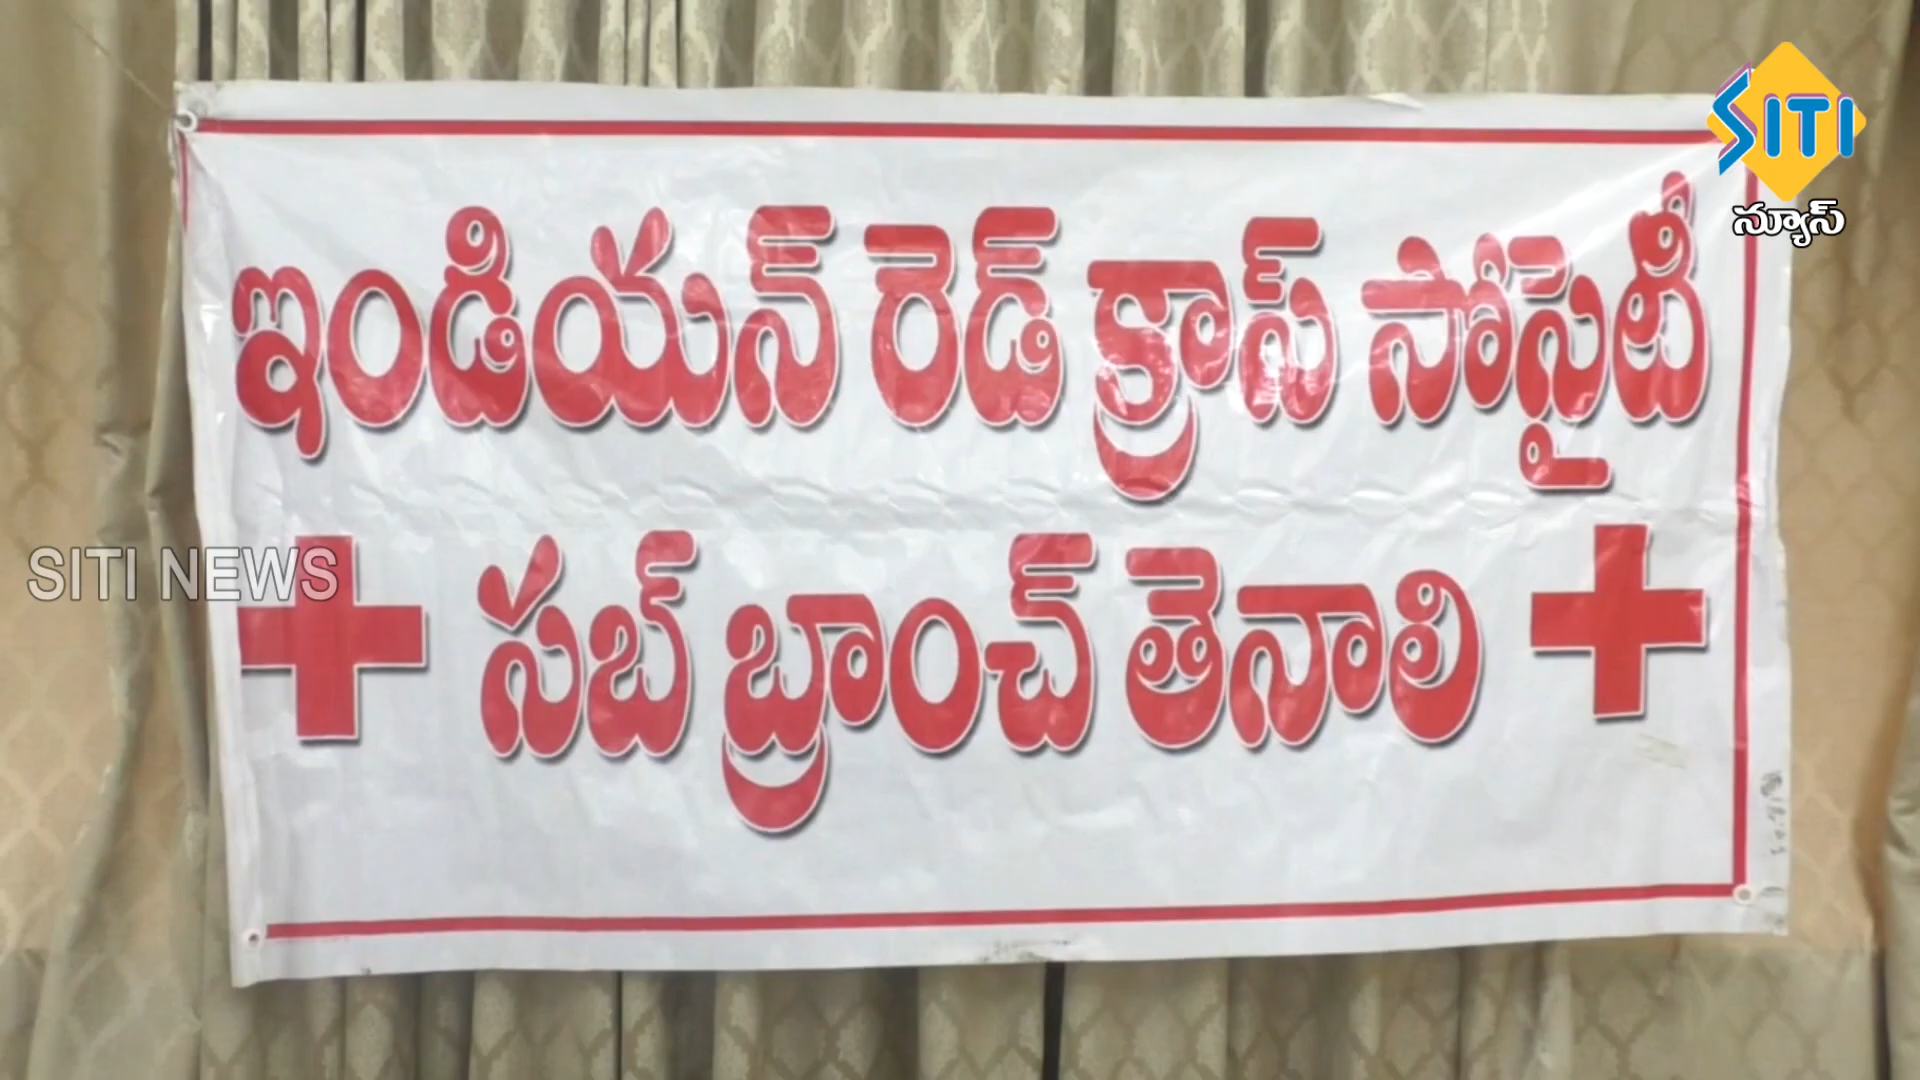 SITI
న్యూస్
ఇండియన్ రెడ్ క్రాస్ సోసైటీ
SITI NEWS
సబ్ బ్రాంచ్ తెనాలి